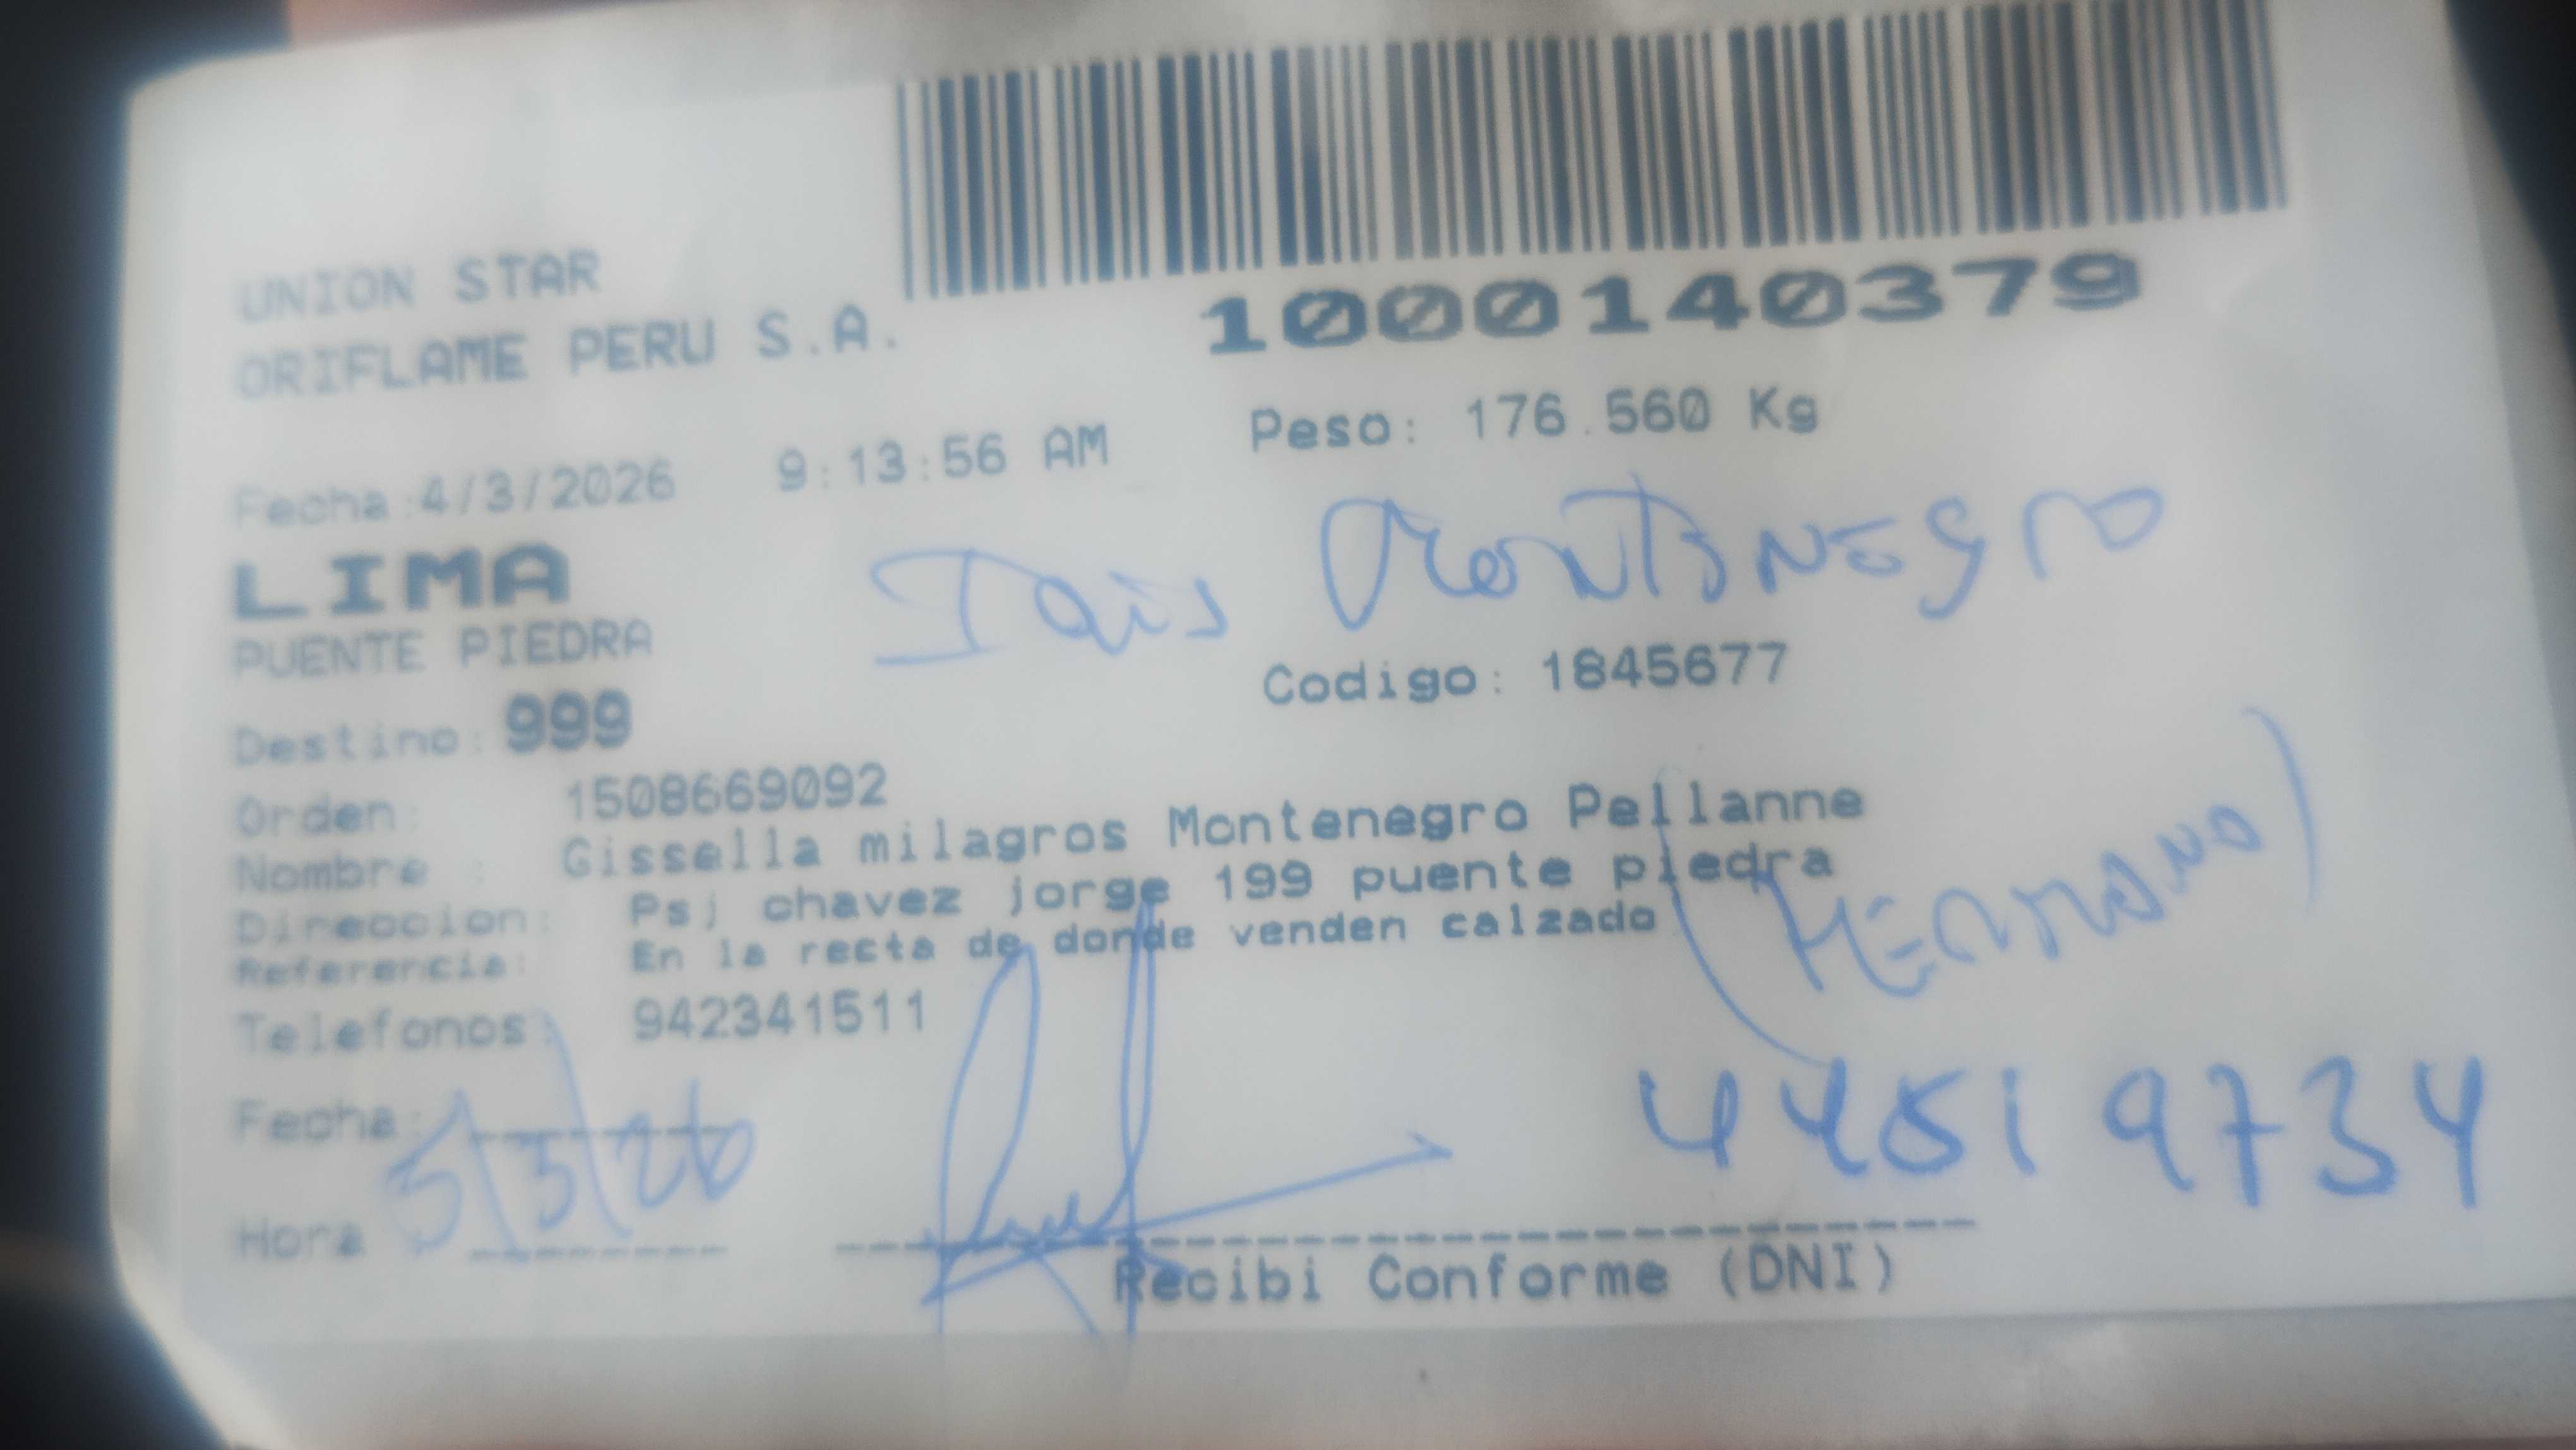 1000140379
UNION STAR
ORIFLAME PERU S.A.
Peso: 176.560 Kg
Fecha:4/3/2026 9:13:56 AM
LIMA
Montenegro
PUENTE PIEDRA
Codigo: 1845677
Destino: 999
Orden: 1508669092
Nombre : Gissella milagros Montenegro Pellanne
Direccion: Psj chavez jorge 199 puente piedra
Referencia: En la recta de donde venden calzado
(HERMANO)
Telefonos: 942341511
Fecha: 5/3/26
44519734
Hora
Recibi Conforme (DNI)